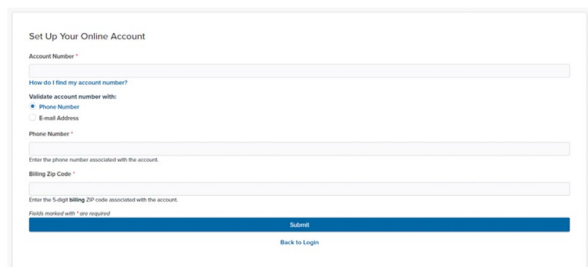 Set Up Your Online Account
Account Number *
How do I find my account number?
Validate account number with:
Phone Number
E-mail Address
Phone Number *
Enter the phone number associated with the account.
Billing Zip Code *
Enter the 5-digit billing ZIP code associated with the account.
Fields marked with * are required
Submit
Back to Login